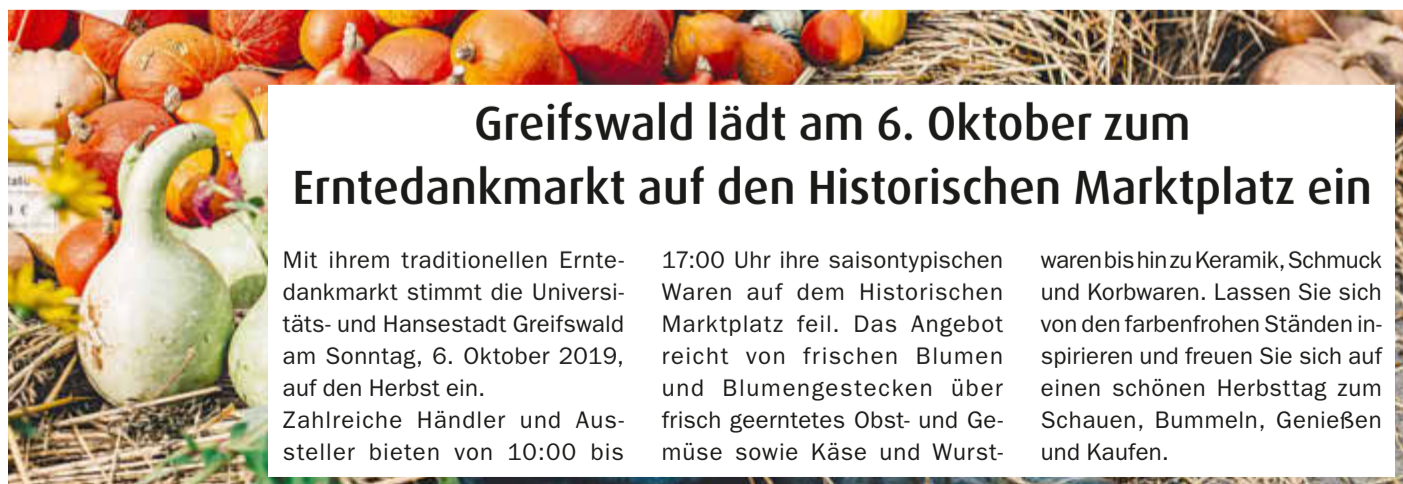 Greifswald lädt am 6. Oktober zum
Erntedankmarkt auf den Historischen Marktplatz ein
Mit ihrem traditionellen Ernte-
dankmarkt stimmt die Universi-
täts- und Hansestadt Greifswald
am Sonntag, 6. Oktober 2019,
auf den Herbst ein.
Zahlreiche Händler und Aus-
steller bieten von 10:00 bis
17:00 Uhr ihre saisontypischen
Waren auf dem Historischen
Marktplatz feil. Das Angebot
reicht von frischen Blumen
und Blumengestecken über
frisch geerntetes Obst- und Ge-
müse sowie Käse und Wurst-
waren bis hin zu Keramik, Schmuck
und Korbwaren. Lassen Sie sich
von den farbenfrohen Ständen in-
spirieren und freuen Sie sich auf
einen schönen Herbsttag zum
Schauen, Bummeln, Genießen
und Kaufen.